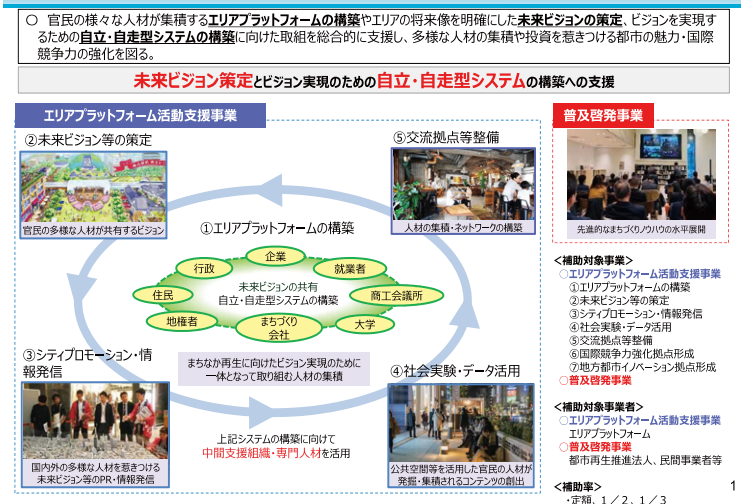 ○ 官民の様々な人材が集積するエリアプラットフォームの構築やエリアの将来像を明確にした未来ビジョンの策定、ビジョンを実現す
るための自立・自走型システムの構築に向けた取組を総合的に支援し、多様な人材の集積や投資を惹きつける都市の魅力・国際
競争力の強化を図る。
未来ビジョン策定とビジョン実現のための自立・自走型システムの構築への支援
エリアプラットフォーム活動支援事業
②未来ビジョン等の策定
官民の多様な人材が共有するビジョン
⑤交流拠点等整備
人材の集積・ネットワークの構築
①エリアプラットフォームの構築
企業
行政
就業者
住民
未来ビジョンの共有
自立・自走型システムの構築
商工会議所
地権者
まちづくり
会社
大学
まちなか再生に向けたビジョン実現のために
一体となって取り組む人材の集積
③シティプロモーション・情
報発信
国内外の多様な人材を惹きつける
未来ビジョン等のPR・情報発信
上記システムの構築に向けて
中間支援組織・専門人材を活用
④社会実験・データ活用
公共空間等を活用した官民の人材が
発掘・集積されるコンテンツの創出
普及啓発事業
先進的なまちづくりノウハウの水平展開
<補助対象事業>
○エリアプラットフォーム活動支援事業
①エリアプラットフォームの構築
②未来ビジョン等の策定
③シティプロモーション・情報発信
④社会実験・データ活用
⑤交流拠点等整備
⑥国際競争力強化拠点形成
⑦地方都市イノベーション拠点形成
○普及啓発事業
<補助対象事業者>
○エリアプラットフォーム活動支援事業
エリアプラットフォーム
○普及啓発事業
都市再生推進法人、民間事業者等
<補助率>
・定額、１／２、１／３
1